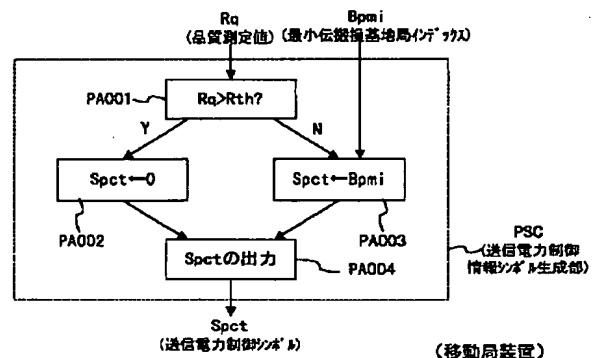 Rq
(品質測定値)
Bpmi
(最小伝搬損基地局インデックス)
PA001
Rq>Rth?
Y
N
Spct←0
Spct←Bpmi
PA002
PA003
Spctの出力
PA004
PSC
(送信電力制御
情報シンボル生成部)
Spct
(送信電力制御シンボル)
(移動局装置)